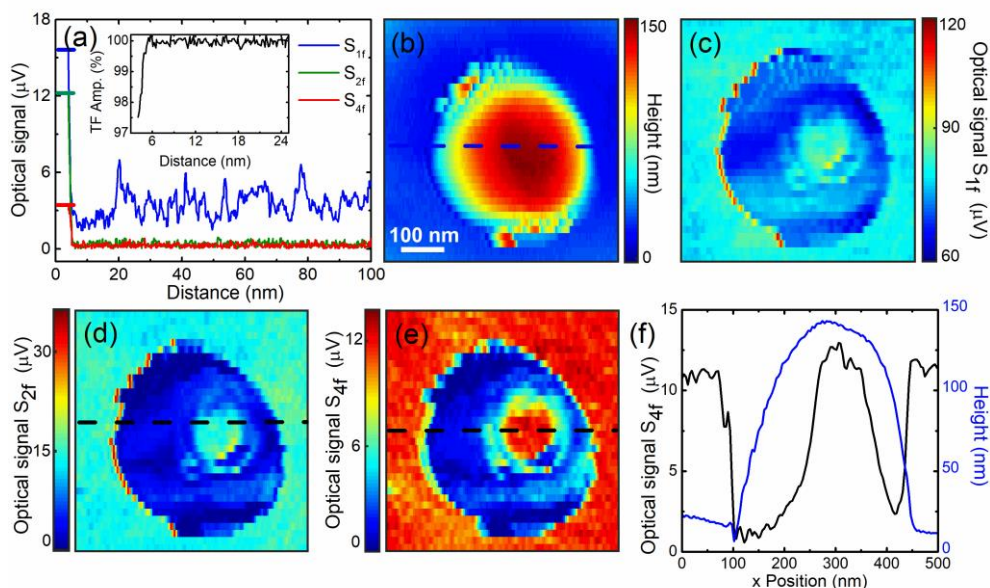 (a)
18
12
6
0
Optical signal (µV)
0 20 40 60 80 100
Distance (nm)
TF Amp. (%)
100
99
98
97
6 12 18 24
Distance (nm)
S1f
S2f
S4f
(b)
100 nm
150
0
Height (nm)
(c)
120
90
60
Optical signal S1f (µV)
(d)
30
15
0
Optical signal S2f (µV)
(e)
12
6
0
Optical signal S4f (µV)
(f)
15
10
5
0
Optical signal S4f (µV)
0 100 200 300 400 500
x Position (nm)
150
100
50
0
Height (nm)